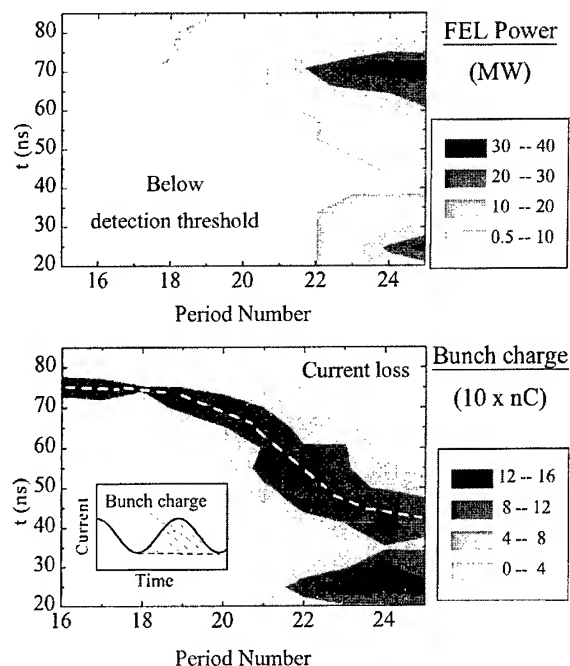 FEL Power
(MW)
80
70
60
50
40
30
20
t (ns)
Below
detection threshold
16 18 20 22 24
Period Number
30 -- 40
20 -- 30
10 -- 20
0.5 -- 10
Bunch charge
(10 x nC)
80
70
60
50
40
30
20
t (ns)
Current loss
Bunch charge
Current
Time
16 18 20 22 24
Period Number
12 -- 16
8 -- 12
4 -- 8
0 -- 4